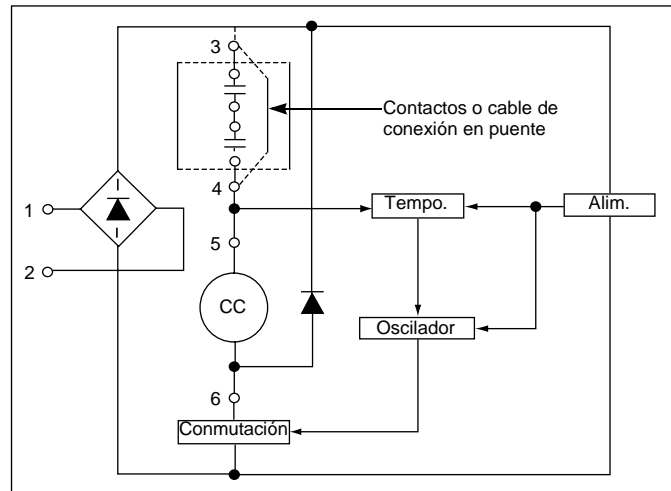 3
Contactos o cable de
conexión en puente
4
1
Tempo.
Alim.
5
2
CC
Oscilador
6
Conmutación